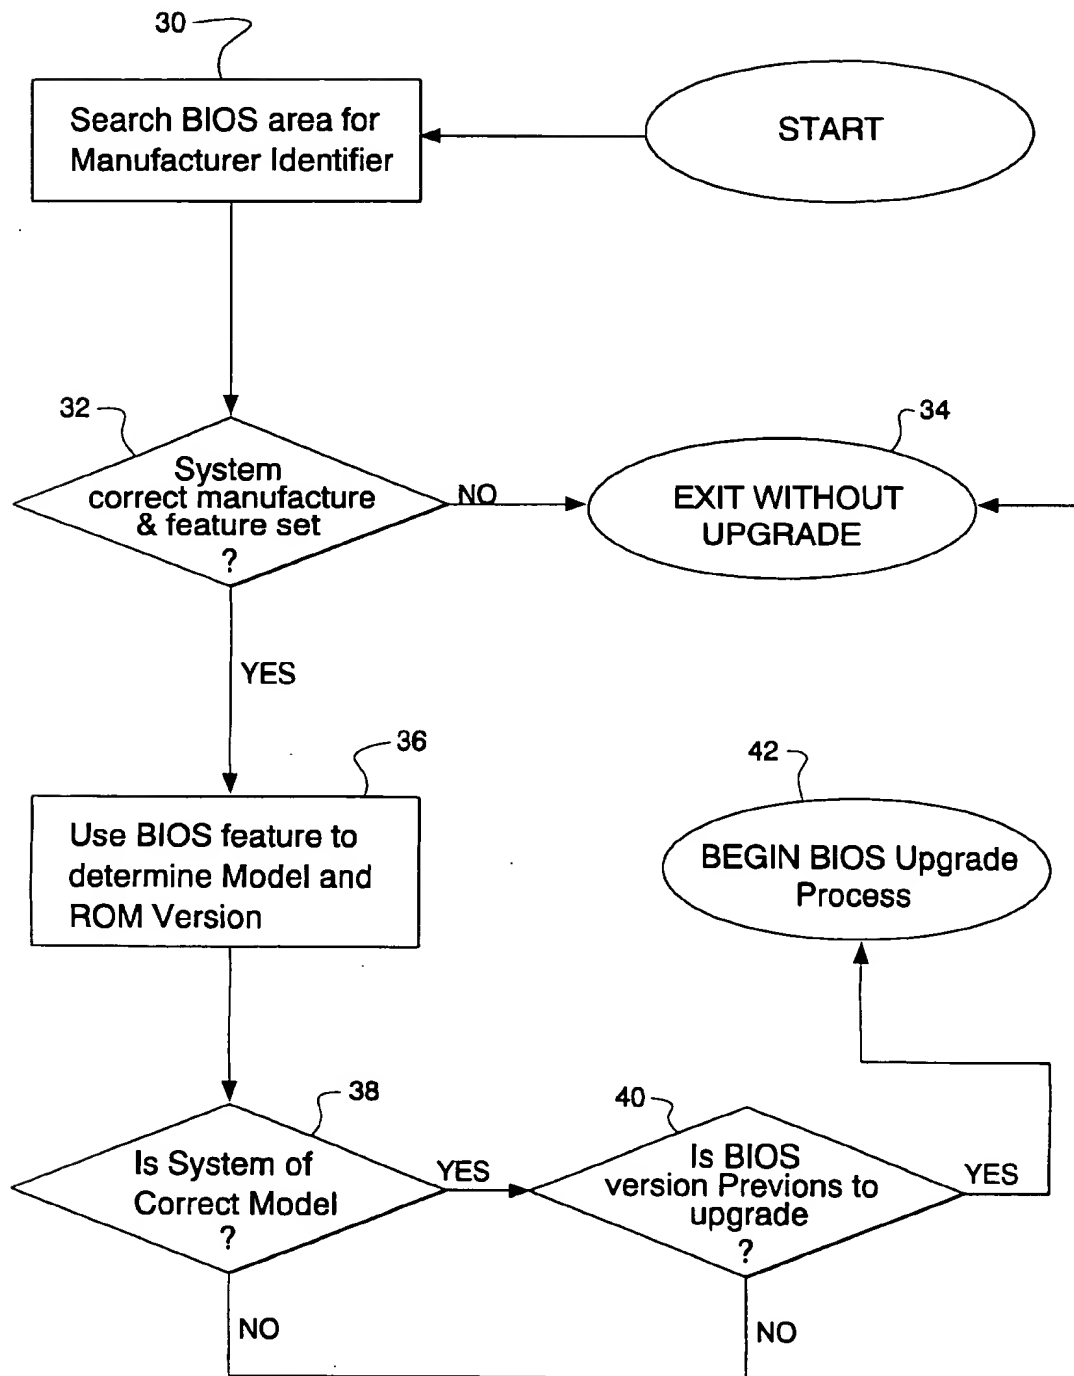 30
Search BIOS area for
Manufacturer Identifier
START
32
System
correct manufacture
& feature set
?
NO
34
EXIT WITHOUT
UPGRADE
YES
36
Use BIOS feature to
determine Model and
ROM Version
42
BEGIN BIOS Upgrade
Process
38
Is System of
Correct Model
?
YES
40
Is BIOS
version Previons to
upgrade
?
YES
NO
NO